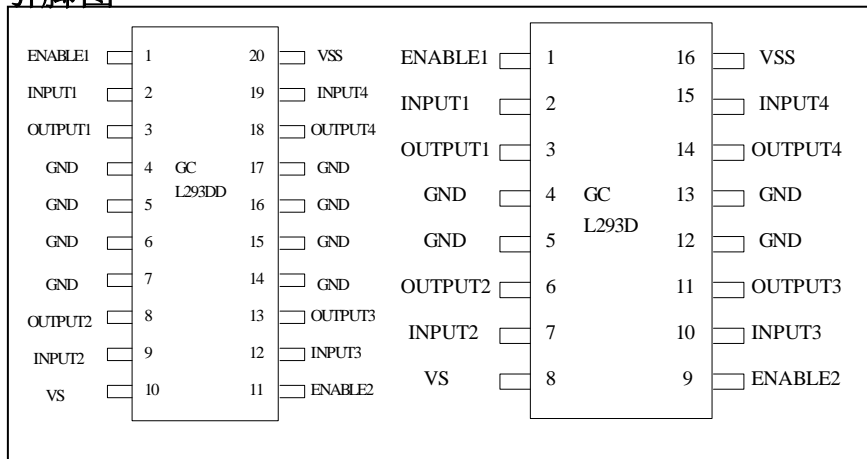 引脚图
ENABLE1 1 20 VSS
INPUT1 2 19 INPUT4
OUTPUT1 3 18 OUTPUT4
GND 4 GC 17 GND
L293DD
GND 5 16 GND
GND 6 15 GND
GND 7 14 GND
OUTPUT2 8 13 OUTPUT3
INPUT2 9 12 INPUT3
VS 10 11 ENABLE2
ENABLE1 1 16 VSS
INPUT1 2 15 INPUT4
OUTPUT1 3 14 OUTPUT4
GND 4 GC 13 GND
L293D
GND 5 12 GND
OUTPUT2 6 11 OUTPUT3
INPUT2 7 10 INPUT3
VS 8 9 ENABLE2